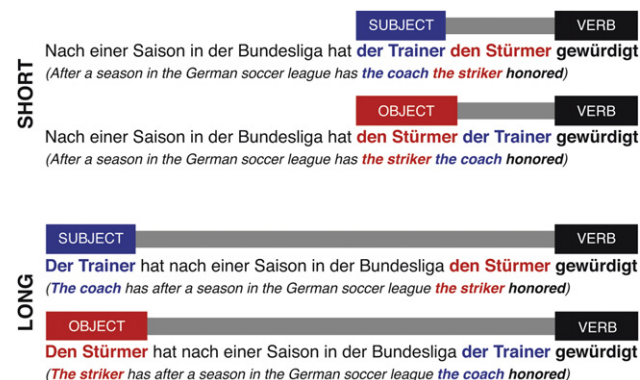 SHORT
SUBJECT VERB
Nach einer Saison in der Bundesliga hat der Trainer den Stürmer gewürdigt
(After a season in the German soccer league has the coach the striker honored)
OBJECT VERB
Nach einer Saison in der Bundesliga hat den Stürmer der Trainer gewürdigt
(After a season in the German soccer league has the striker the coach honored)
LONG
SUBJECT VERB
Der Trainer hat nach einer Saison in der Bundesliga den Stürmer gewürdigt
(The coach has after a season in the German soccer league the striker honored)
OBJECT VERB
Den Stürmer hat nach einer Saison in der Bundesliga der Trainer gewürdigt
(The striker has after a season in the German soccer league the coach honored)